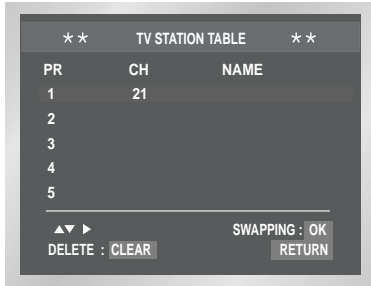 ** TV STATION TABLE **
PR CH NAME
1 21
2
3
4
5
▲▼ ▶ SWAPPING : OK
DELETE : CLEAR RETURN